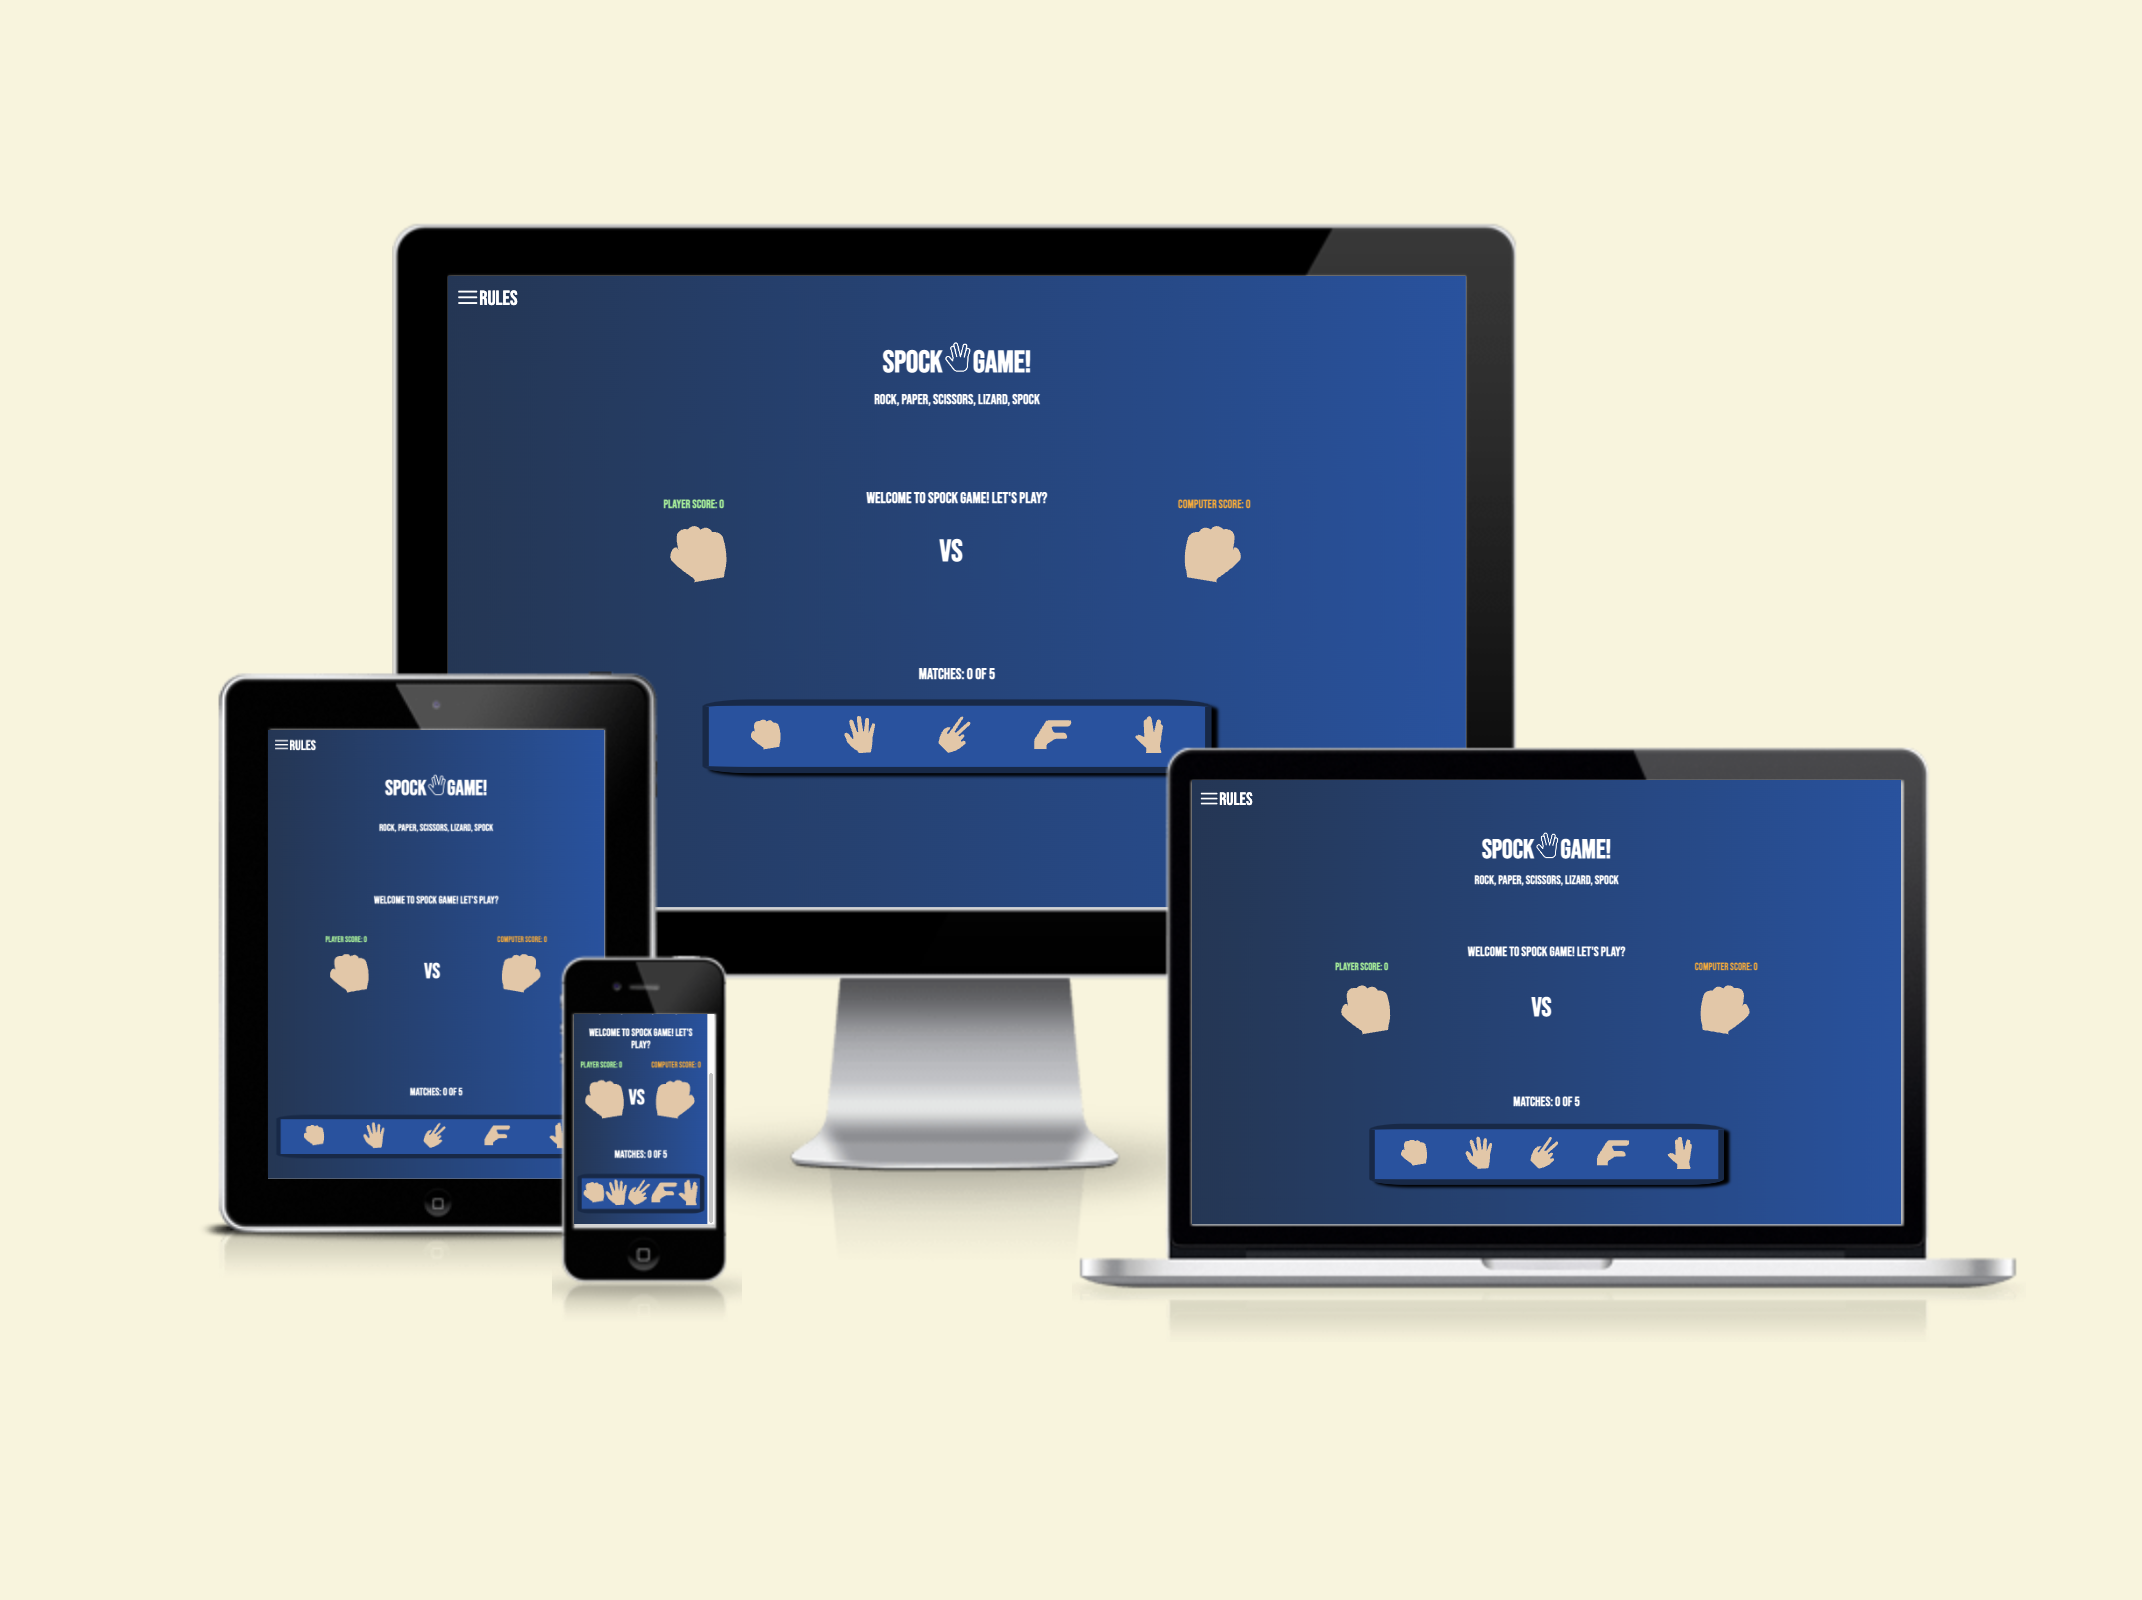 RULES
SPOCK GAME!
ROCK, PAPER, SCISSORS, LIZARD, SPOCK
WELCOME TO SPOCK GAME! LET'S PLAY?
PLAYER SCORE: 0
COMPUTER SCORE: 0
VS
MATCHES: 0 OF 5
RULES
SPOCK GAME!
ROCK, PAPER, SCISSORS, LIZARD, SPOCK
WELCOME TO SPOCK GAME! LET'S PLAY?
PLAYER SCORE: 0
COMPUTER SCORE: 0
VS
MATCHES: 0 OF 5
WELCOME TO SPOCK GAME! LET'S
PLAY?
PLAYER SCORE: 0
COMPUTER SCORE: 0
VS
MATCHES: 0 OF 5
RULES
SPOCK GAME!
ROCK, PAPER, SCISSORS, LIZARD, SPOCK
WELCOME TO SPOCK GAME! LET'S PLAY?
PLAYER SCORE: 0
COMPUTER SCORE: 0
VS
MATCHES: 0 OF 5